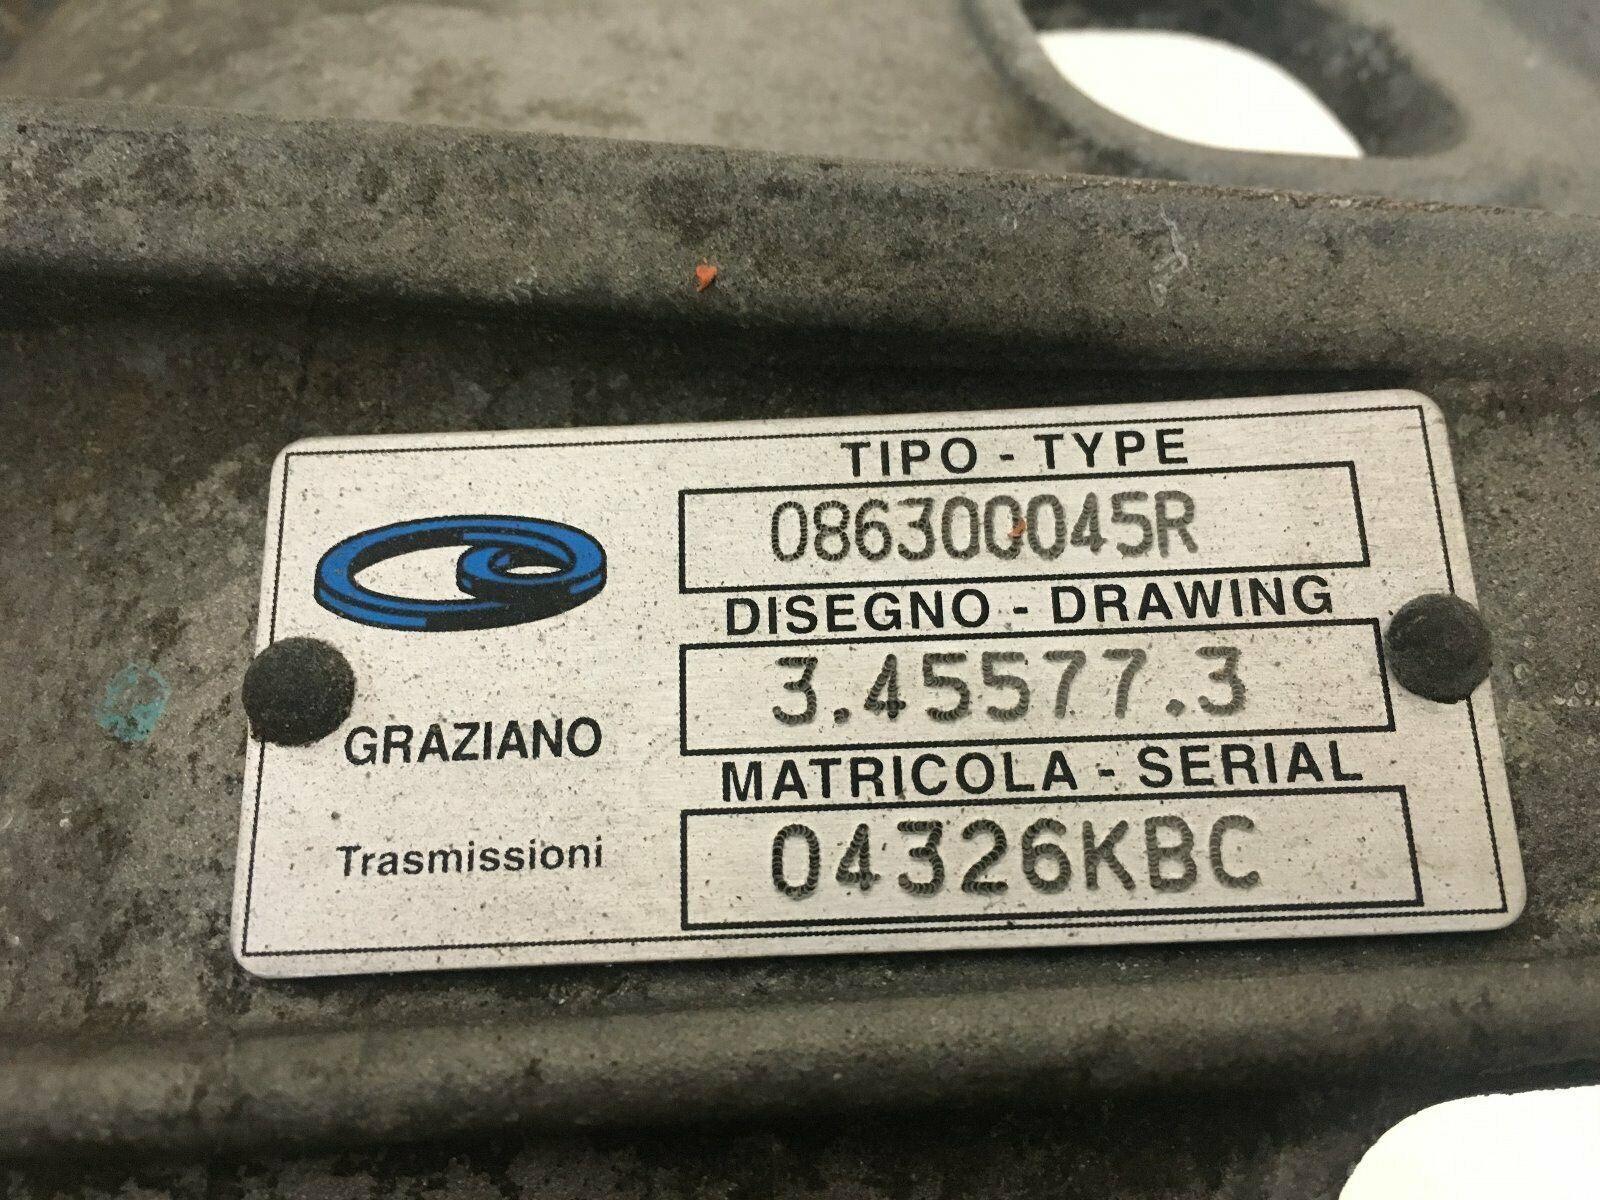 TIPO - TYPE
086300045R
DISEGNO - DRAWING
3.45577.3
MATRICOLA - SERIAL
04326KBC
GRAZIANO
Trasmissioni